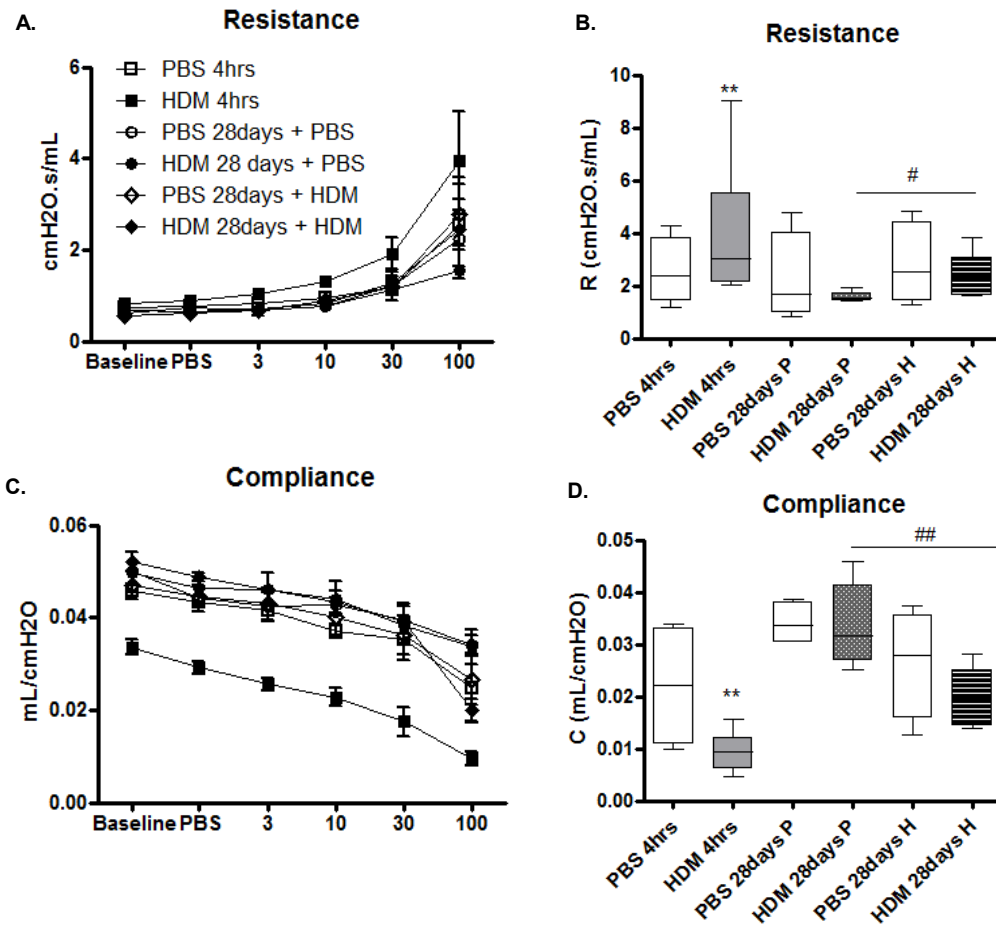 A.
Resistance
cmH2O.s/mL
6
4
2
0
PBS 4hrs
HDM 4hrs
PBS 28days + PBS
HDM 28 days + PBS
PBS 28days + HDM
HDM 28days + HDM
Baseline PBS 3 10 30 100
B.
Resistance
R (cmH2O.s/mL)
10
8
6
4
2
0
**
#
PBS 4hrs
HDM 4hrs
PBS 28days P
HDM 28days P
PBS 28days H
HDM 28days H
C.
Compliance
mL/cmH2O
0.06
0.04
0.02
0.00
Baseline PBS 3 10 30 100
D.
Compliance
C (mL/cmH2O)
0.05
0.04
0.03
0.02
0.01
0.00
**
##
PBS 4hrs
HDM 4hrs
PBS 28days P
HDM 28days P
PBS 28days H
HDM 28days H